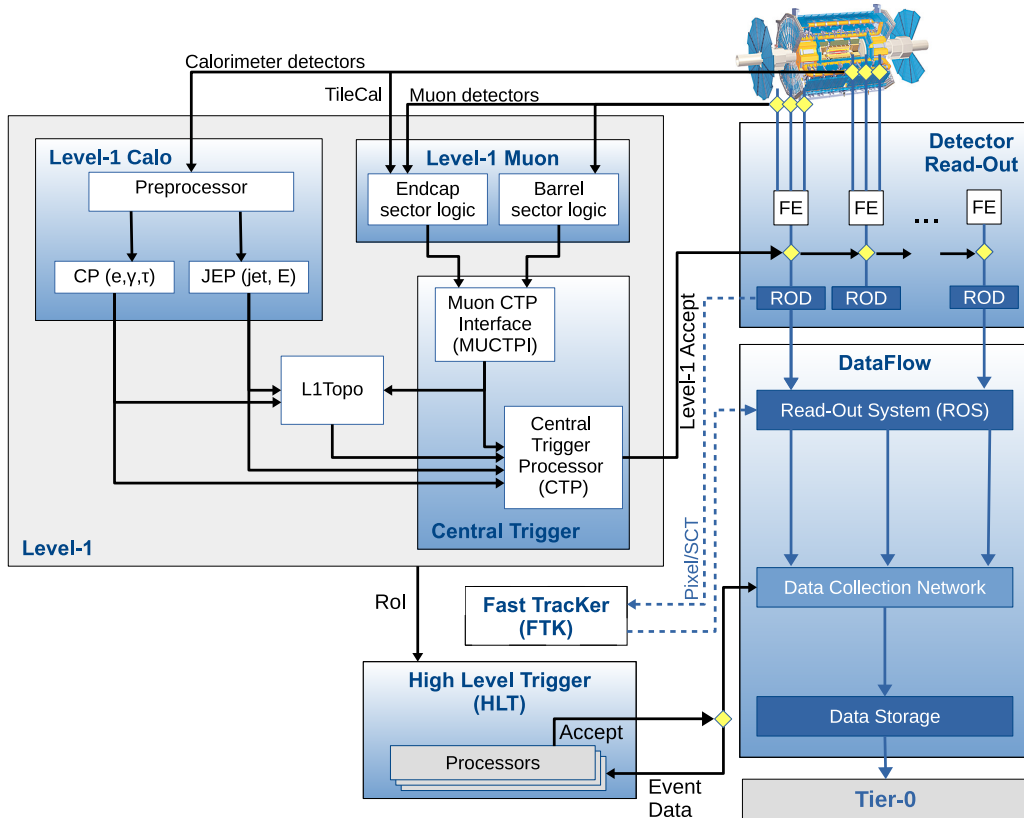 Calorimeter detectors
TileCal
Muon detectors
Level-1 Calo
Preprocessor
CP (e,γ,τ)
JEP (jet, E)
Level-1 Muon
Endcap
sector logic
Barrel
sector logic
Muon CTP
Interface
(MUCTPI)
L1Topo
Central
Trigger
Processor
(CTP)
Central Trigger
Level-1
Level-1 Accept
Detector
Read-Out
FE
FE
...
FE
ROD
ROD
ROD
DataFlow
Read-Out System (ROS)
Pixel/SCT
Data Collection Network
RoI
Fast TracKer
(FTK)
High Level Trigger
(HLT)
Accept
Processors
Event
Data
Data Storage
Tier-0